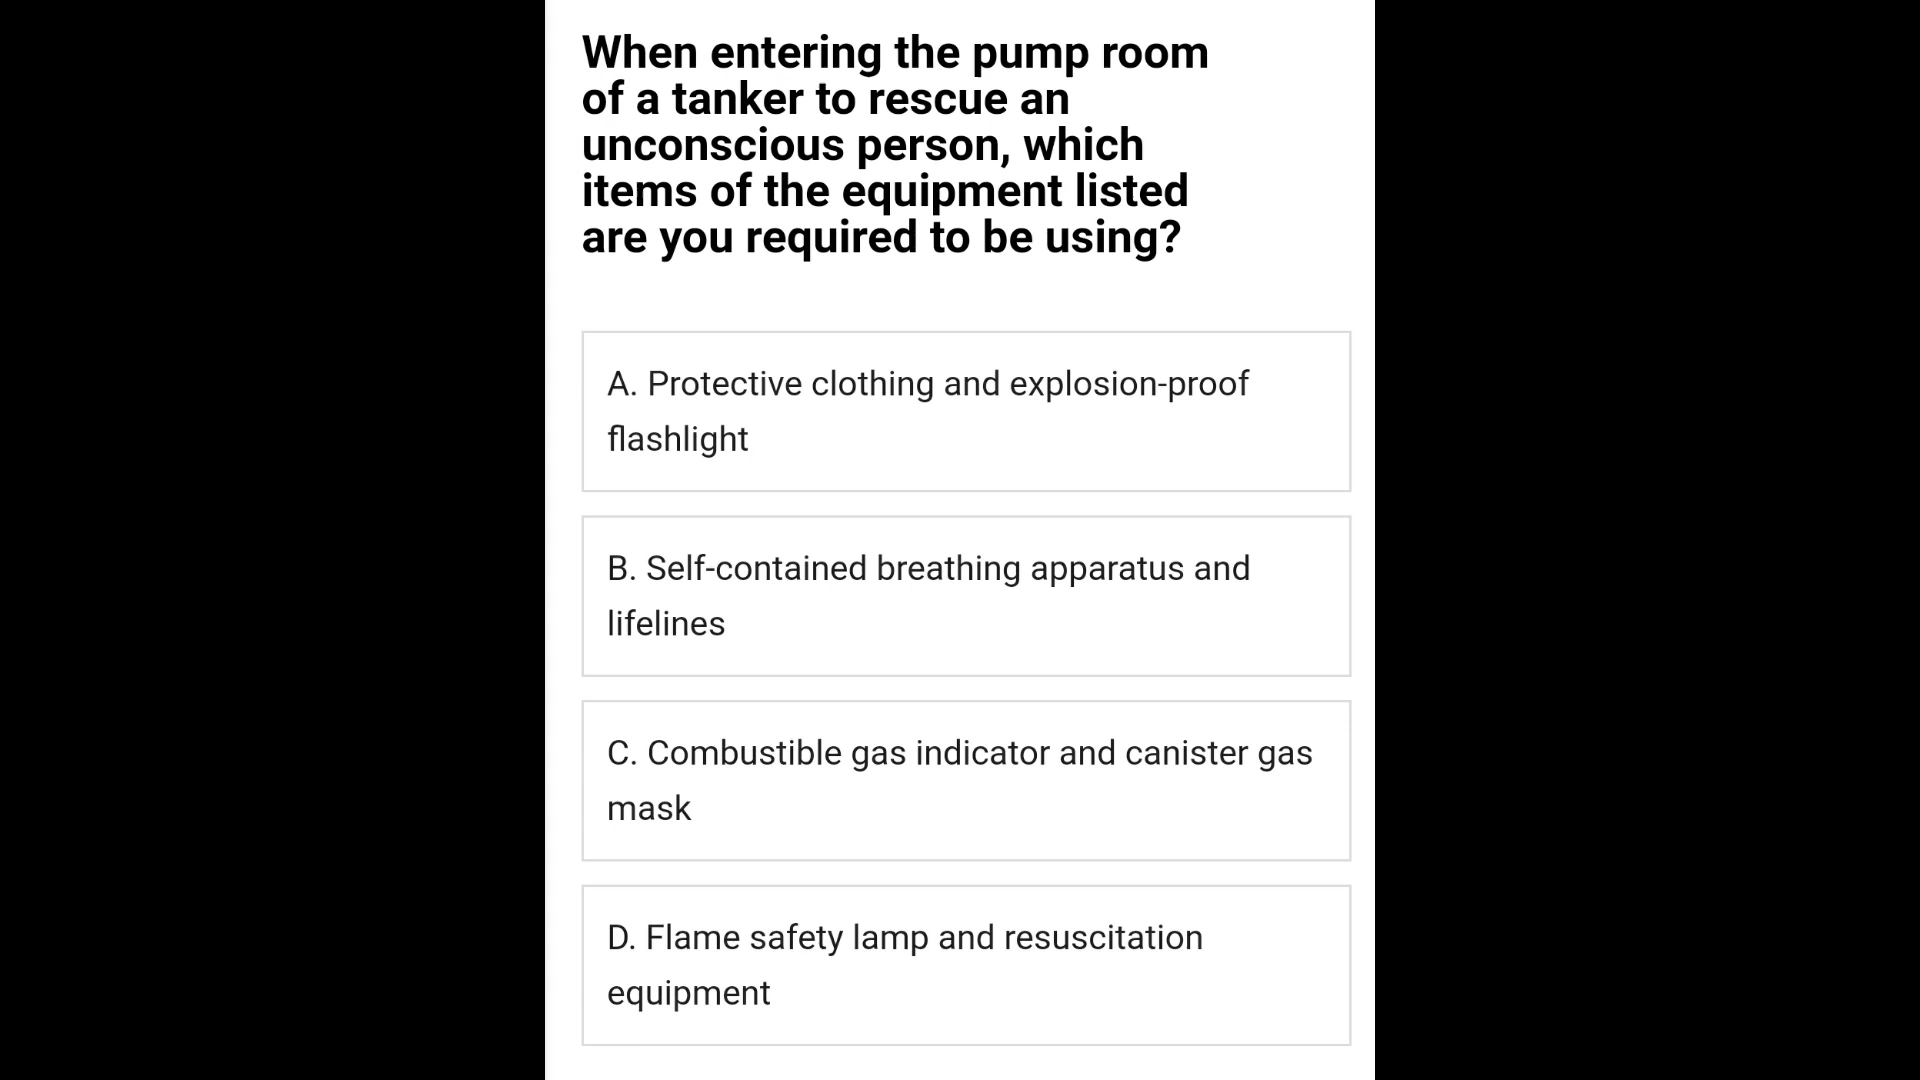 When entering the pump room
of a tanker to rescue an
unconscious person, which
items of the equipment listed
are you required to be using?
A. Protective clothing and explosion-proof
flashlight
B. Self-contained breathing apparatus and
lifelines
C. Combustible gas indicator and canister gas
mask
D. Flame safety lamp and resuscitation
equipment